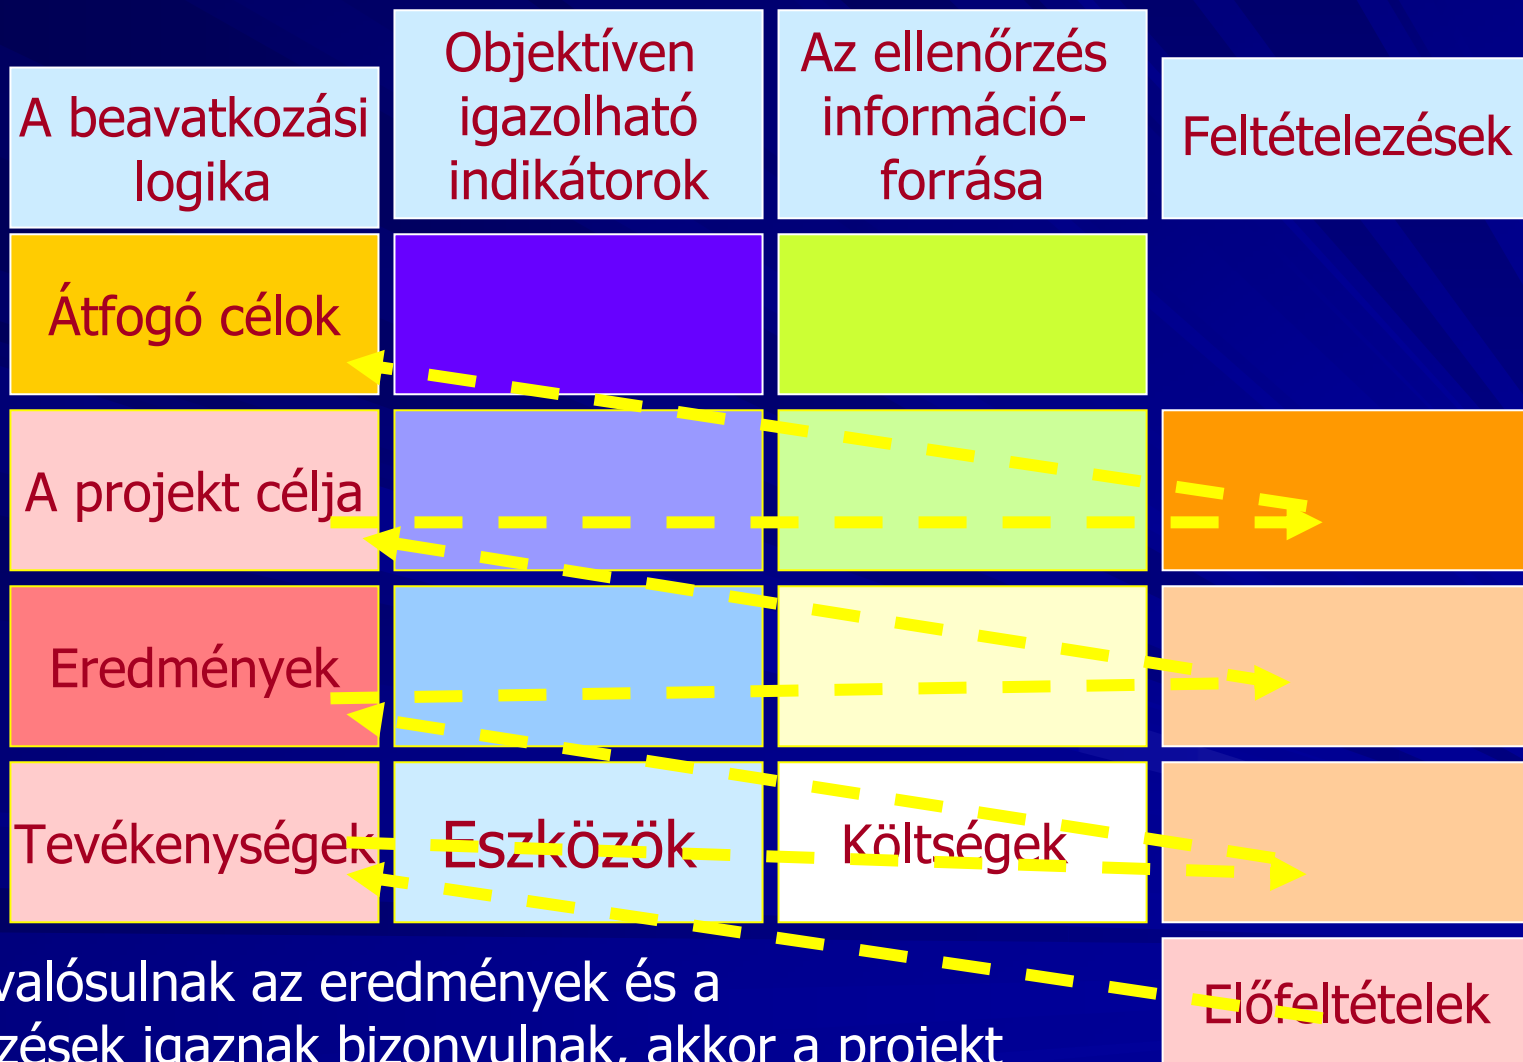 Objektíven
igazolható
indikátorok
Az ellenőrzés
információ-
forrása
A beavatkozási
logika
Feltételezések
Átfogó célok
A projekt célja
Eredmények
Tevékenységek
Eszközök
Költségek
Előfeltételek
valósulnak az eredmények és a
zések igaznak bizonyulnak, akkor a projekt